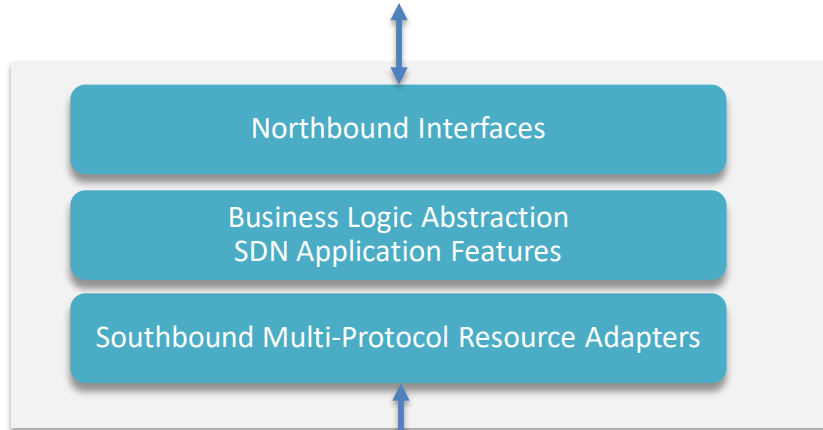 Northbound Interfaces
Business Logic Abstraction
SDN Application Features
Southbound Multi-Protocol Resource Adapters